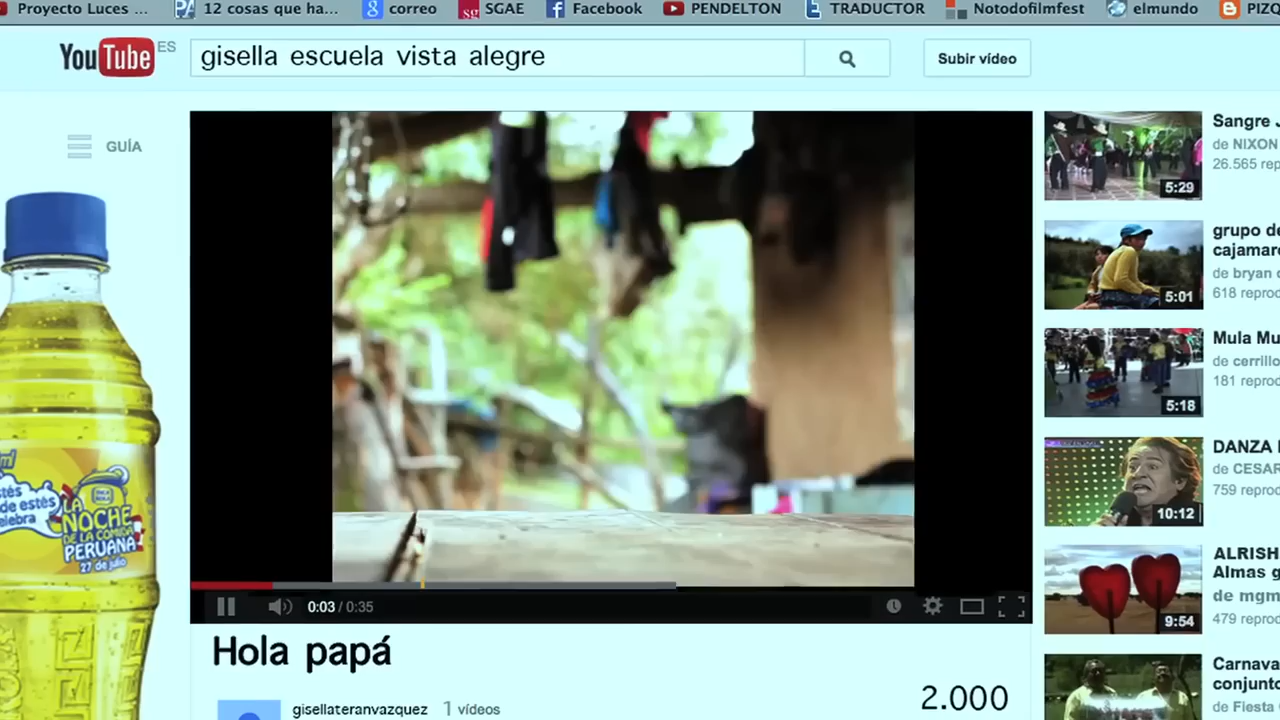 Proyecto Luces ...
12 cosas que ha...
correo
SGAE
Facebook
PENDELTON
TRADUCTOR
Notodofilmfest
elmundo
YouTube ES
gisella escuela vista alegre
Subir vídeo
GUÍA
Sangre
de NIXON
26.565
5:29
grupo
cajamar
de bryan
618
5:01
Mula
de cerrillo
181
5:18
DANZA
de CESAR
759
10:12
ALRISH
Almas
de mgm
479
9:54
Carnava
conjunto
de Fiesta
0:03 / 0:35
Hola papá
gisellateranvazquez 1 vídeos
2.000
de estés
celebra
LA
NOCHE
DE LA COMIDA
PERUANA
27 de julio